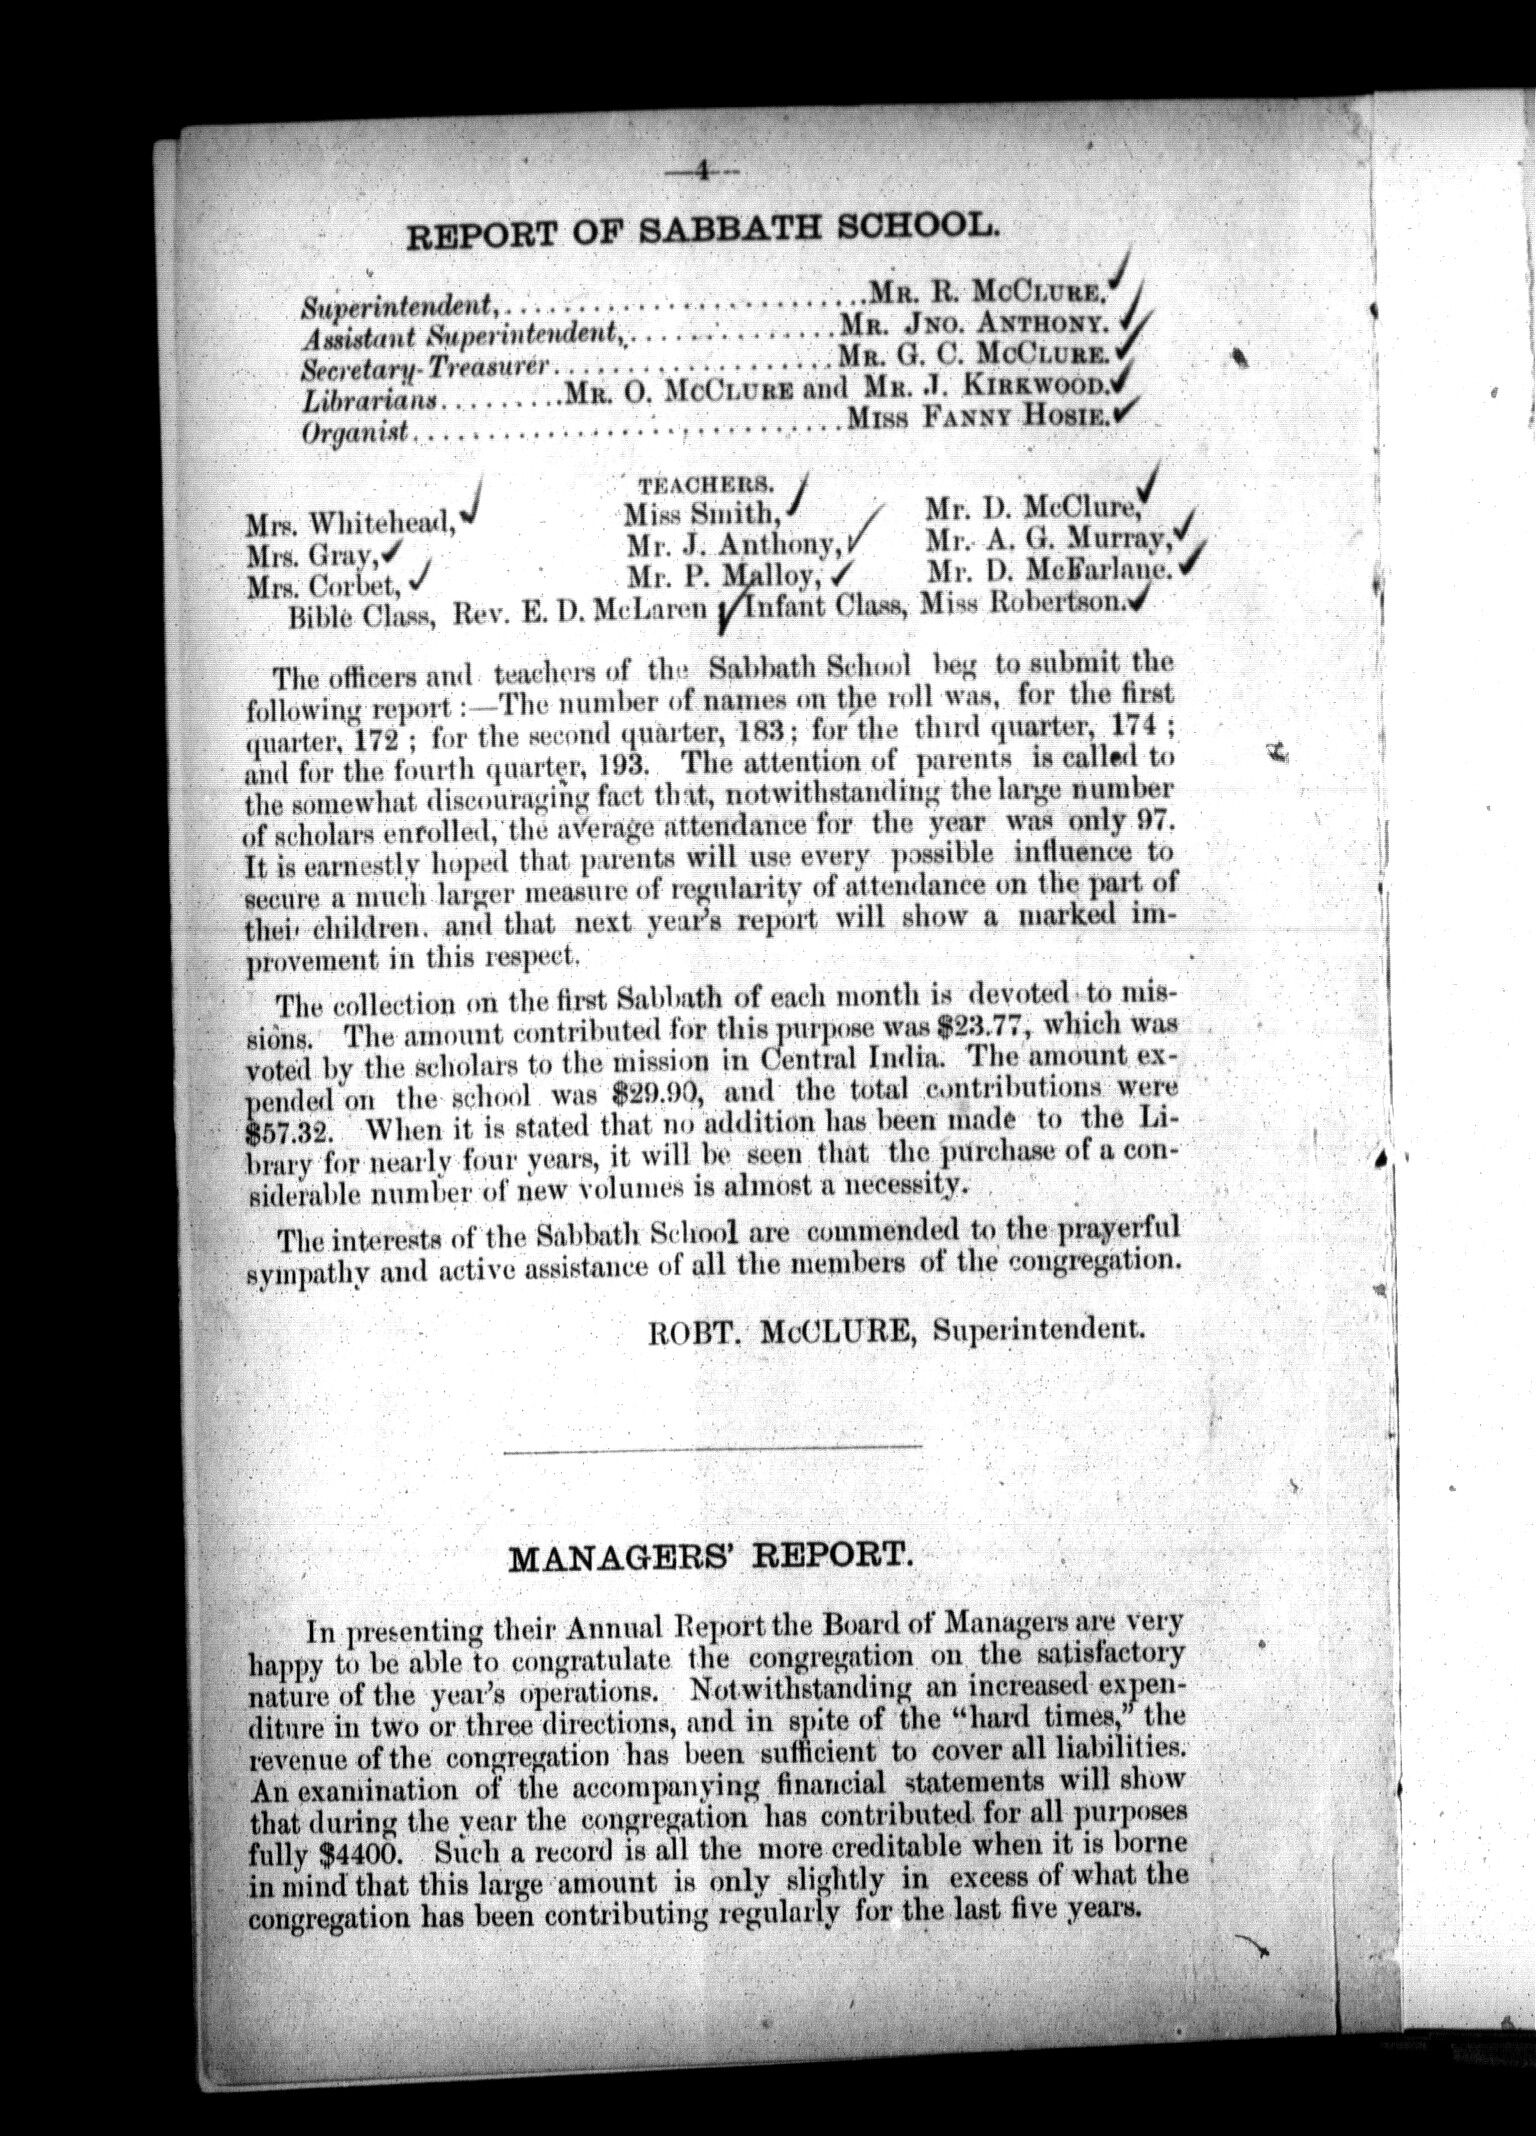 —4—
REPORT OF SABBATH SCHOOL.
Superintendent,..........................MR. R. MCCLURE.
Assistant Superintendent,...............MR. JNO. ANTHONY.
Secretary-Treasurer....................MR. G. C. MCCLURE.
Librarians.........MR. O. MCCLURE and MR. J. KIRKWOOD.
Organist..............................MISS FANNY HOSIE.
TEACHERS.
Mrs. Whitehead, Miss Smith, Mr. D. McClure,
Mrs. Gray, Mr. J. Anthony, Mr. A. G. Murray,
Mrs. Corbet, Mr. P. Malloy, Mr. D. McFarlane.
Bible Class, Rev. E. D. McLaren Infant Class, Miss Robertson.
The officers and teachers of the Sabbath School beg to submit the
following report :—The number of names on the roll was, for the first
quarter, 172 ; for the second quarter, 183; for the third quarter, 174 ;
and for the fourth quarter, 193. The attention of parents is called to
the somewhat discouraging fact that, notwithstanding the large number
of scholars enrolled, the average attendance for the year was only 97.
It is earnestly hoped that parents will use every possible influence to
secure a much larger measure of regularity of attendance on the part of
their children. and that next year's report will show a marked im-
provement in this respect.
The collection on the first Sabbath of each month is devoted to mis-
sions. The amount contributed for this purpose was $23.77, which was
voted by the scholars to the mission in Central India. The amount ex-
pended on the school was $29.90, and the total contributions were
$57.32. When it is stated that no addition has been made to the Li-
brary for nearly four years, it will be seen that the purchase of a con-
siderable number of new volumes is almost a necessity.
The interests of the Sabbath School are commended to the prayerful
sympathy and active assistance of all the members of the congregation.
ROBT. McCLURE, Superintendent.
MANAGERS' REPORT.
In presenting their Annual Report the Board of Managers are very
happy to be able to congratulate the congregation on the satisfactory
nature of the year's operations. Notwithstanding an increased expen-
diture in two or three directions, and in spite of the "hard times," the
revenue of the congregation has been sufficient to cover all liabilities.
An examination of the accompanying financial statements will show
that during the year the congregation has contributed for all purposes
fully $4400. Such a record is all the more creditable when it is borne
in mind that this large amount is only slightly in excess of what the
congregation has been contributing regularly for the last five years.